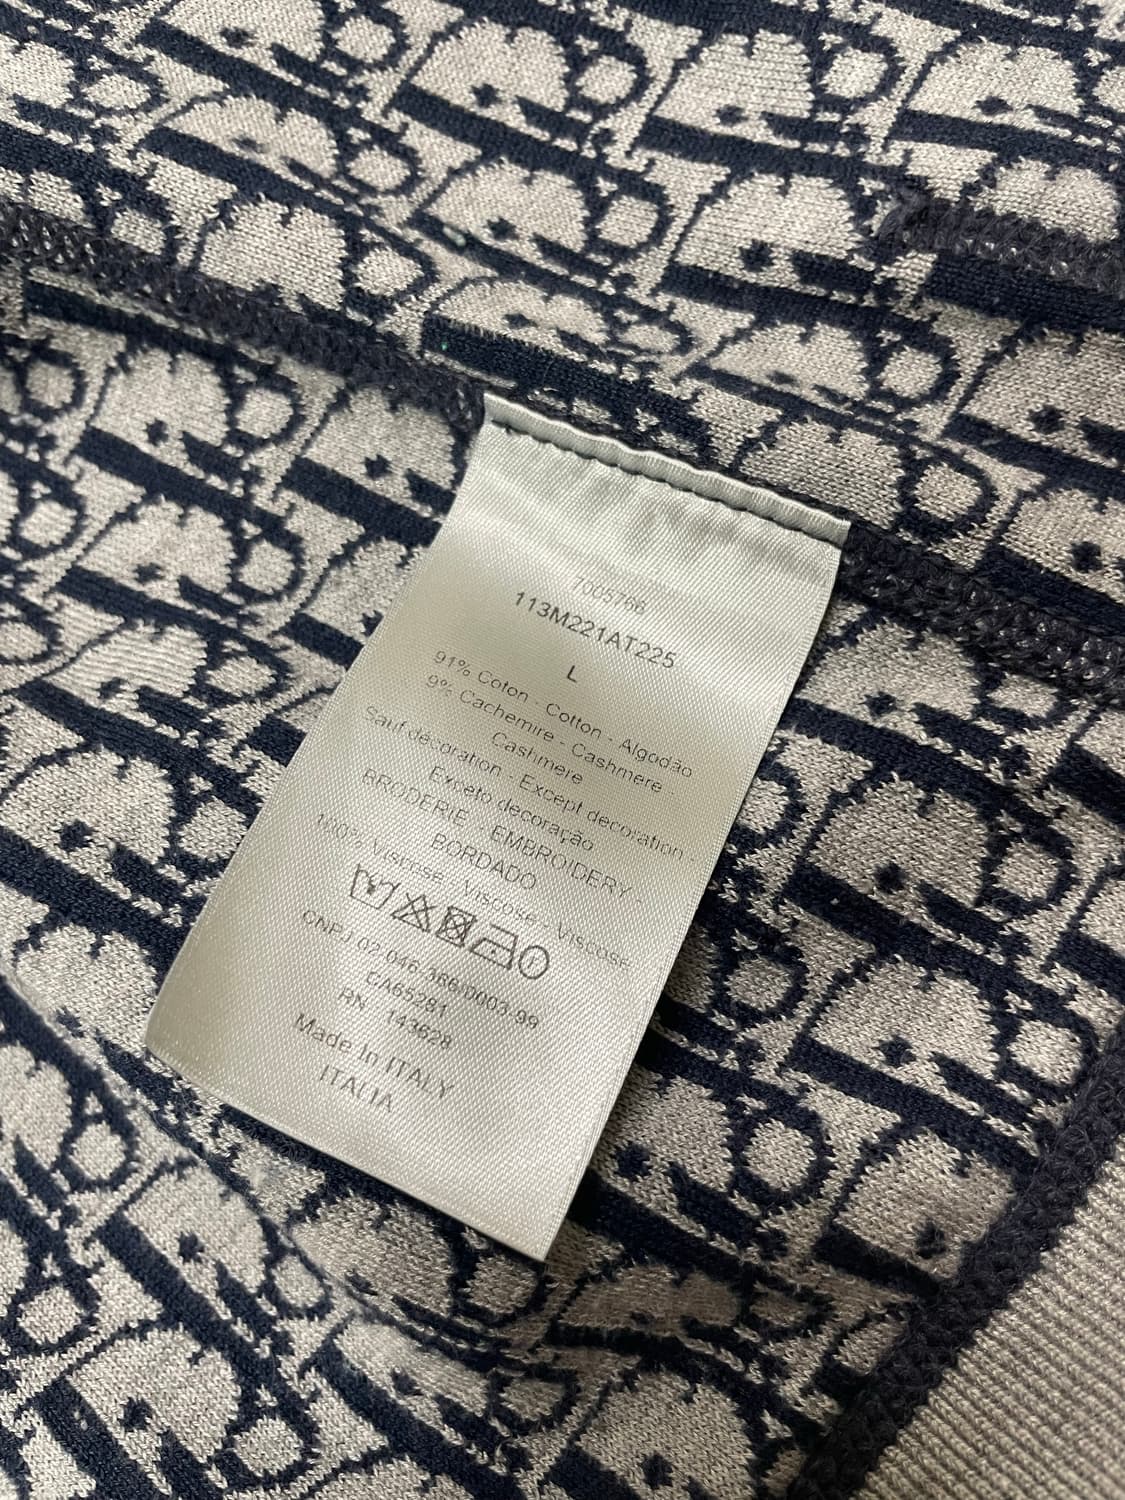 7005766
113M221AT225
L
91% Coton - Cotton - Algodão
9% Cachemire - Cashmere -
Cashmere
Sauf décoration - Except decoration -
Exceto decoração
BRODERIE - EMBROIDERY -
BORDADO
100% Viscose - Viscose - Viscose
CNPJ 02.046.366/0003-99
CA65281
RN 143628
Made In ITALY
ITALIA